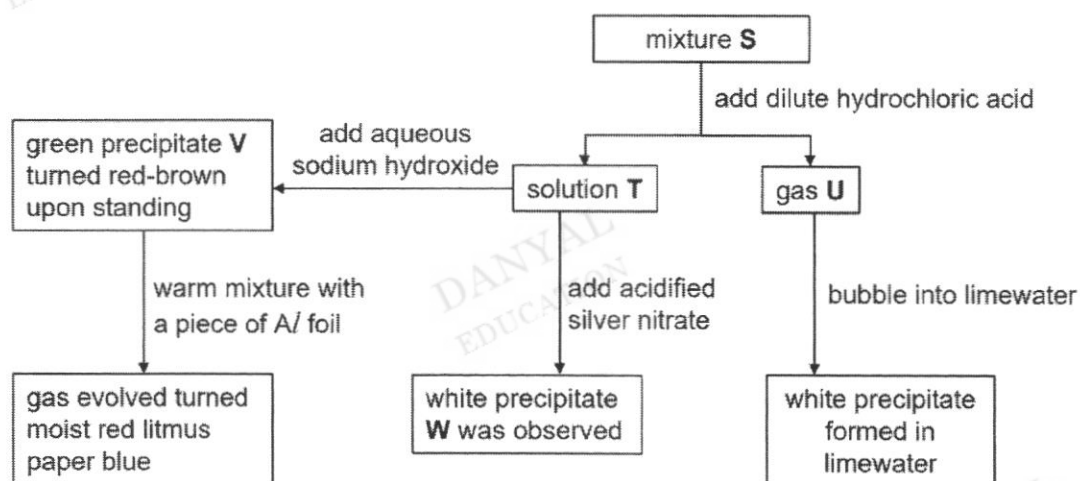 mixture S
add dilute hydrochloric acid
add aqueous
sodium hydroxide
green precipitate V
turned red-brown
upon standing
solution T
gas U
warm mixture with
a piece of Al foil
add acidified
silver nitrate
bubble into limewater
gas evolved turned
moist red litmus
paper blue
white precipitate
W was observed
white precipitate
formed in
limewater
DANYAL
EDUCATION